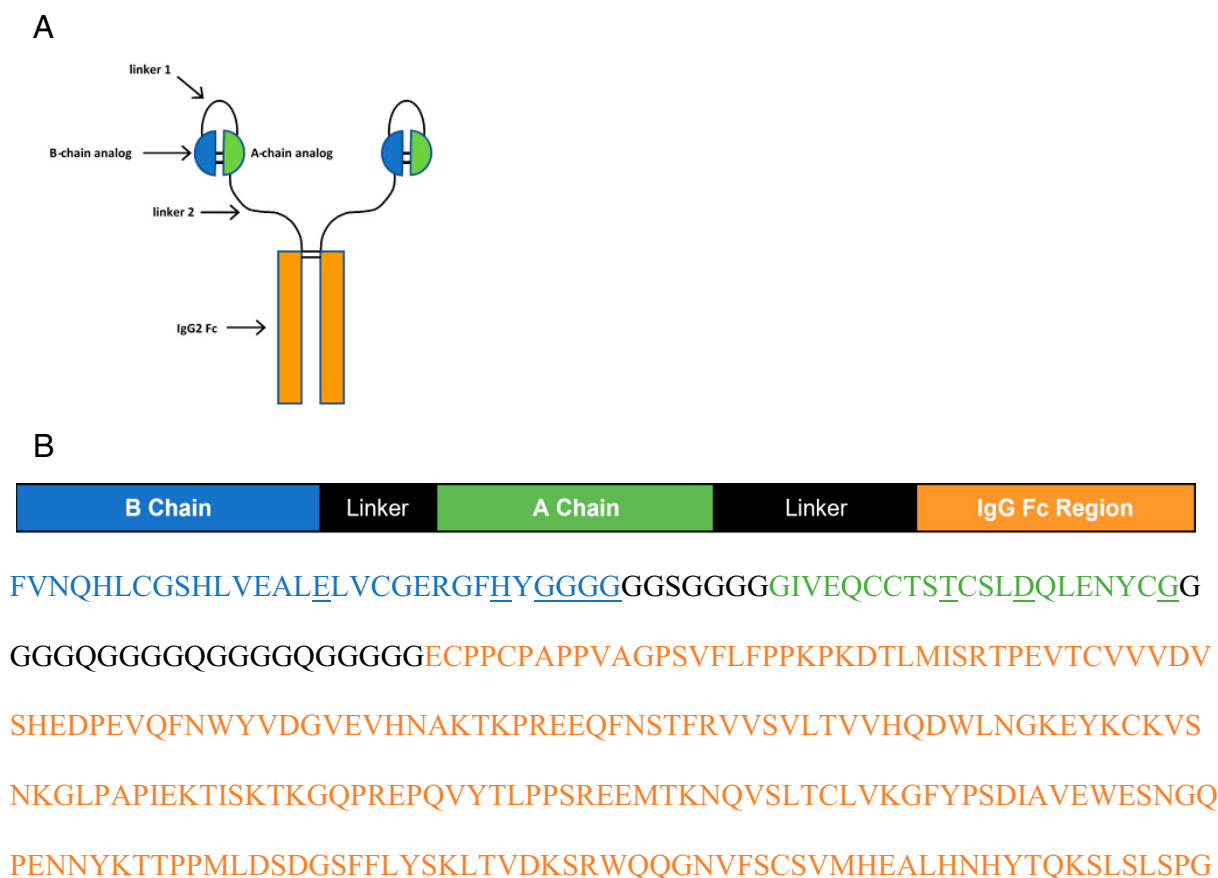 A
linker 1
B-chain analog
A-chain analog
linker 2
IgG2 Fc
B
B Chain Linker A Chain Linker IgG Fc Region
FVNQHLCGSHLVEALELVCGERGFHYGGGGGGSGGGGGIVEQCCTSTCSLDQLENYCGG
GGGQGGGGQGGGGQGGGGGECPPCPAPPVAGPSVFLFPPKPKDTLMISRTPEVTCVVVDV
SHEDPEVQFNWYVDGVEVHNAKTKPREEQFNSTFRVVSVLTVVHQDWLNGKEYKCKVS
NKGLPAPIEKTISKTKGQPREPQVYTLPPSREEMTKNQVSLTCLVKGFYPSDIAVEWESNGQ
PENNYKTTPPMLDSDGSFFLYSKLTVDKSRWQQGNVFSCSVMHEALHNHYTQKSLSLSPG